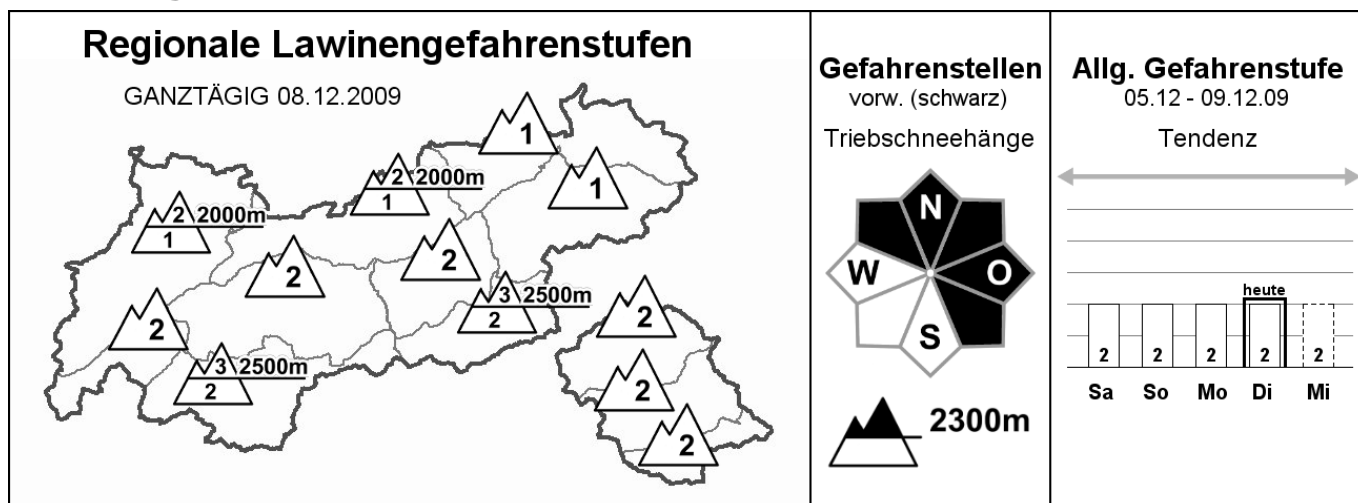 Regionale Lawinengefahrenstufen
GANZTÄGIG 08.12.2009
1
2 2000m
1
1
2 2000m
1
2
2
3 2500m
2
2
2
3 2500m
2
2
2
Gefahrenstellen
vorw. (schwarz)
Triebschneehänge
N
W
O
S
2300m
Allg. Gefahrenstufe
05.12 - 09.12.09
Tendenz
heute
2 2 2 2 2
Sa So Mo Di Mi